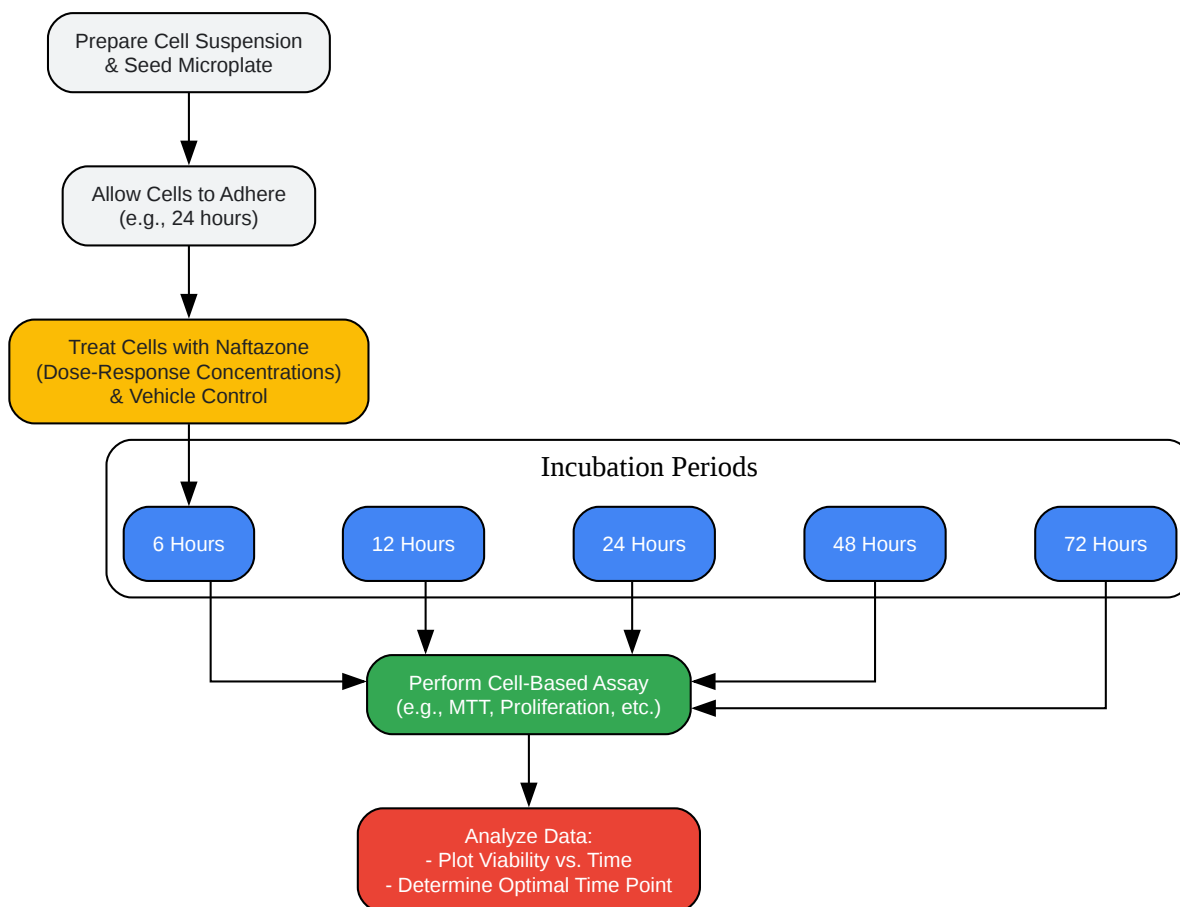 Prepare Cell Suspension
& Seed Microplate
Allow Cells to Adhere
(e.g., 24 hours)
Treat Cells with Naftazone
(Dose-Response Concentrations)
& Vehicle Control
Incubation Periods
6 Hours
12 Hours
24 Hours
48 Hours
72 Hours
Perform Cell-Based Assay
(e.g., MTT, Proliferation, etc.)
Analyze Data:
- Plot Viability vs. Time
- Determine Optimal Time Point